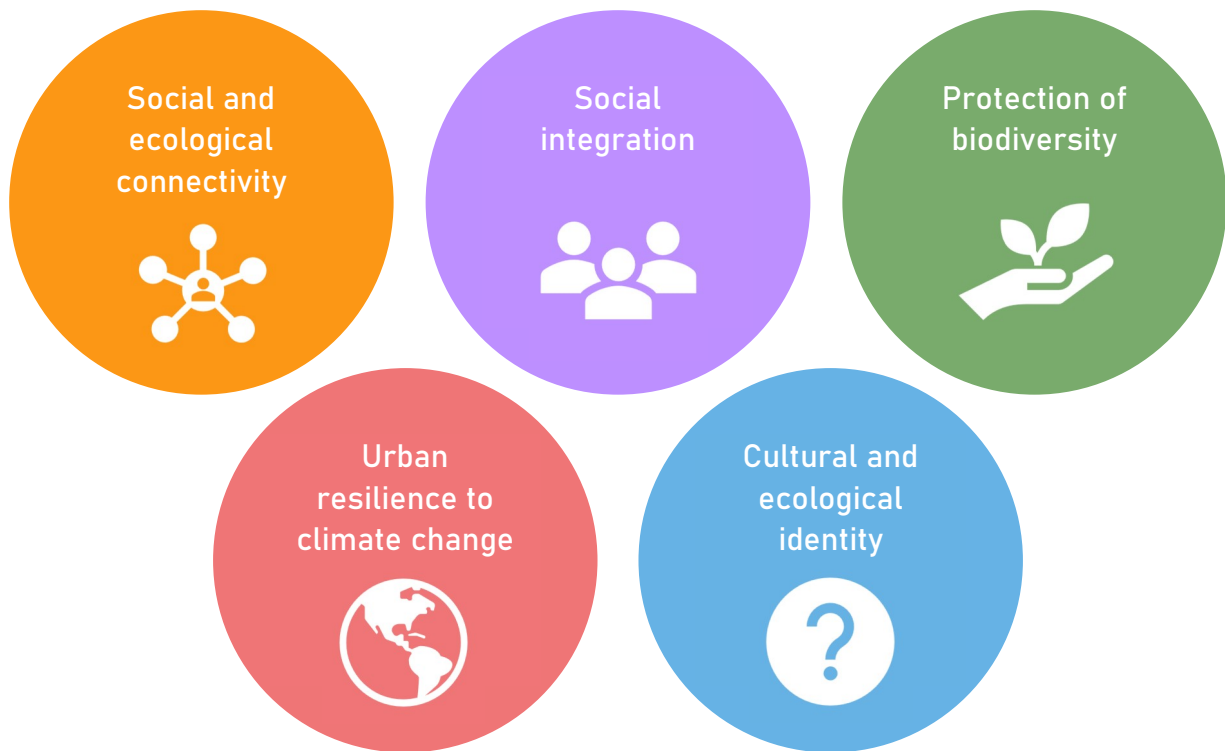 Social and
ecological
connectivity
Social
integration
Protection of
biodiversity
Urban
resilience to
climate change
Cultural and
ecological
identity
?